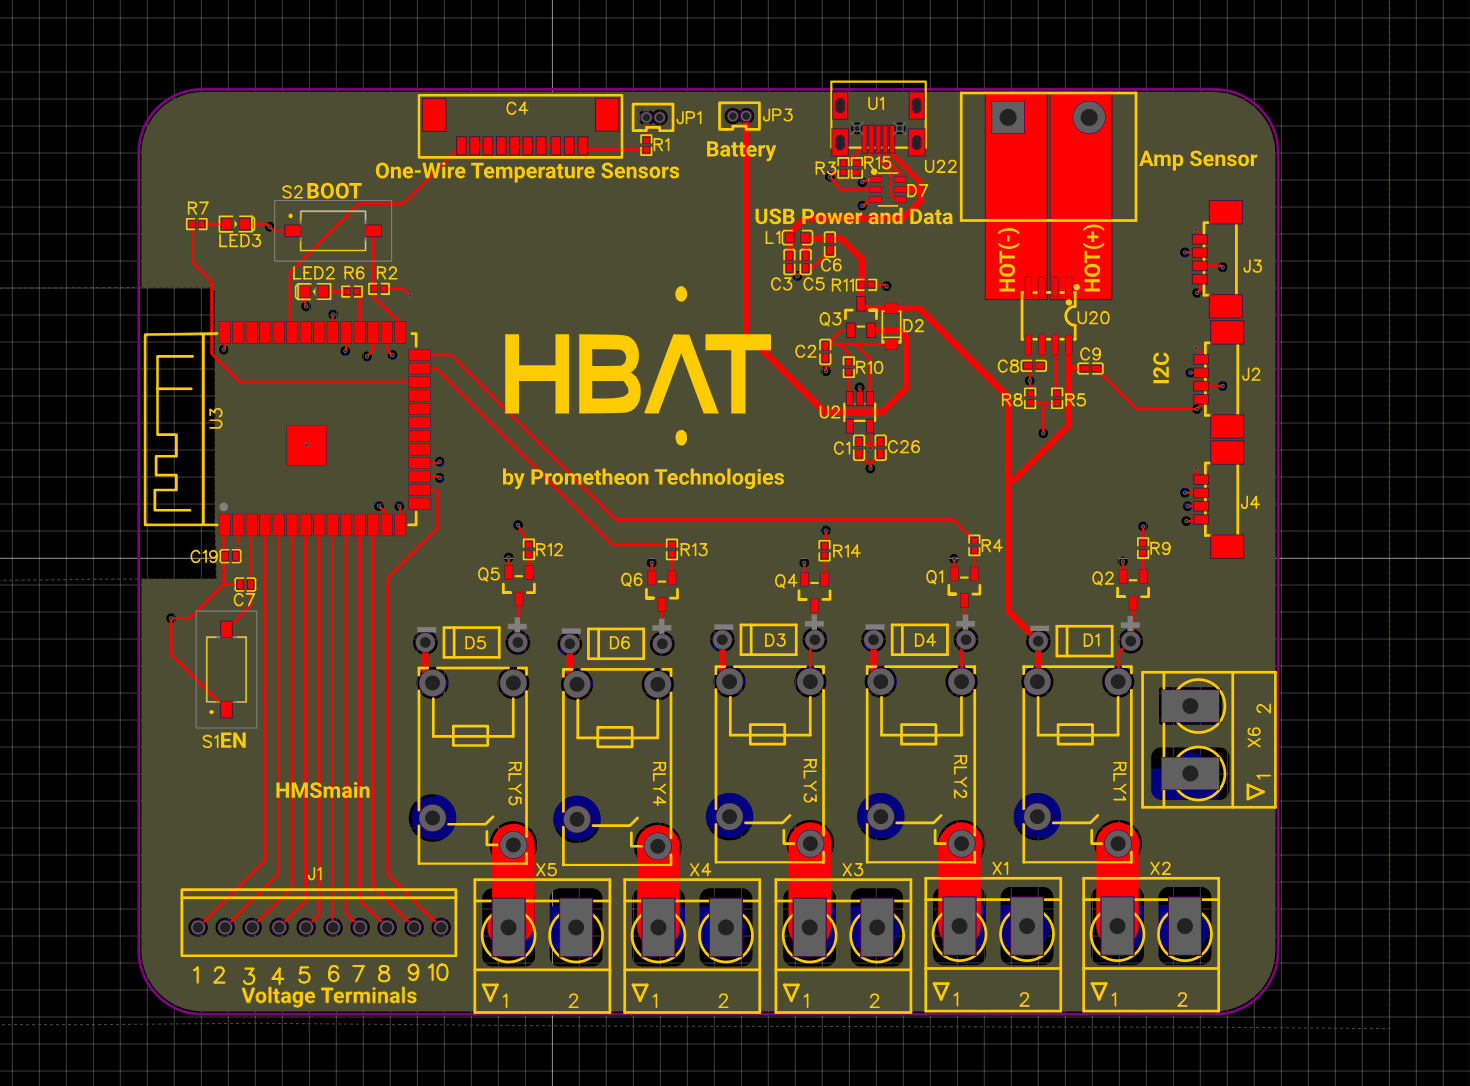 C4
JP1
R1
JP3
Battery
U1
One-Wire Temperature Sensors
R3
R15
U22
D7
Amp Sensor
S2 BOOT
R7
LED3
USB Power and Data
L1
C6
C3
C5
R11
HOT(-)
HOT(+)
J3
LED2
R6
R2
Q3
D2
U20
C2
R10
C8
C9
I2C
J2
U3
HBAT
U2
R8
R5
C1
C26
by Prometheon Technologies
J4
C19
C7
R12
R13
R14
R4
R9
Q5
Q6
Q4
Q1
Q2
D5
D6
D3
D4
D1
S1 EN
HMSmain
RLY5
RLY4
RLY3
RLY2
RLY1
X6
2
1
J1
X5
X4
X3
X1
X2
1 2 3 4 5 6 7 8 9 10
Voltage Terminals
1 2
1 2
1 2
1 2
1 2